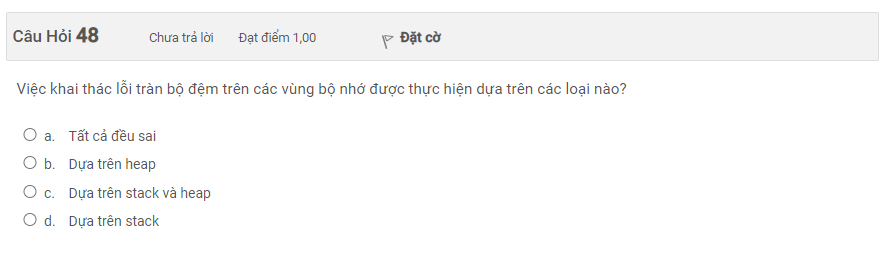 Câu Hỏi 48 Chưa trả lời Đạt điểm 1,00 Đặt cờ
Việc khai thác lỗi tràn bộ đệm trên các vùng bộ nhớ được thực hiện dựa trên các loại nào?
a. Tất cả đều sai
b. Dựa trên heap
c. Dựa trên stack và heap
d. Dựa trên stack